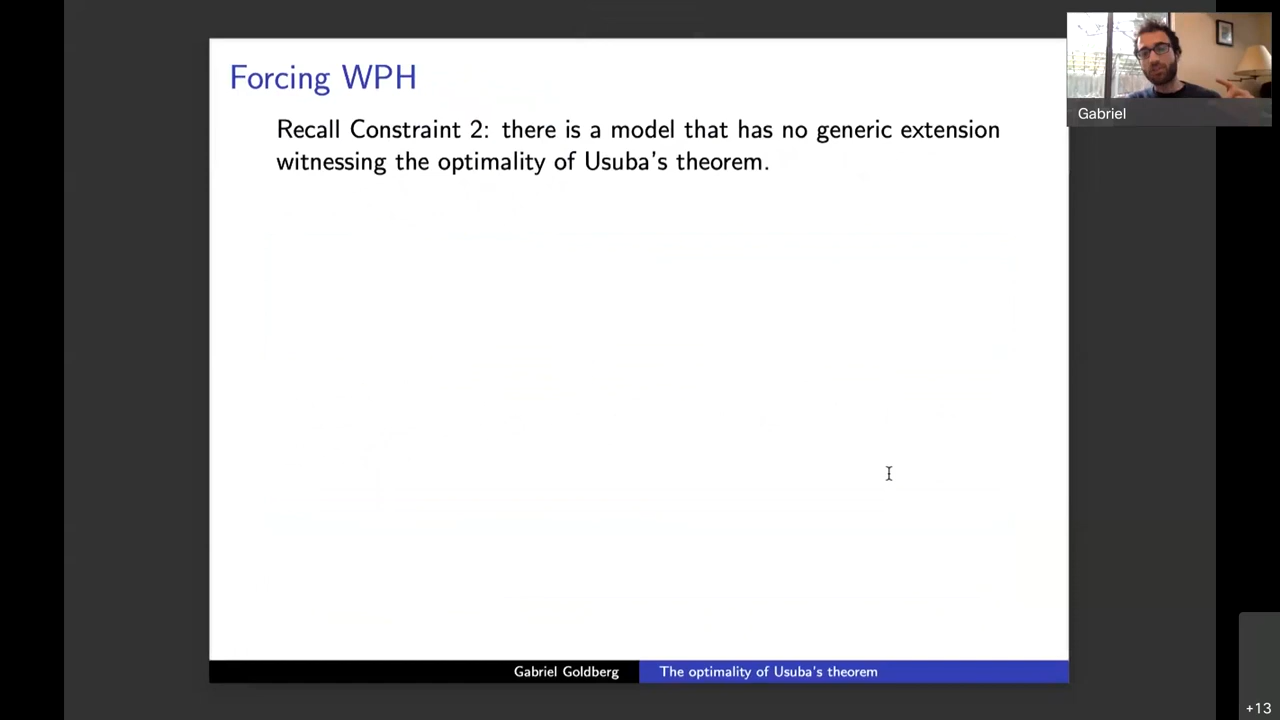 Forcing WPH
Recall Constraint 2: there is a model that has no generic extension
witnessing the optimality of Usuba's theorem.
Gabriel
Gabriel Goldberg
The optimality of Usuba's theorem
+13